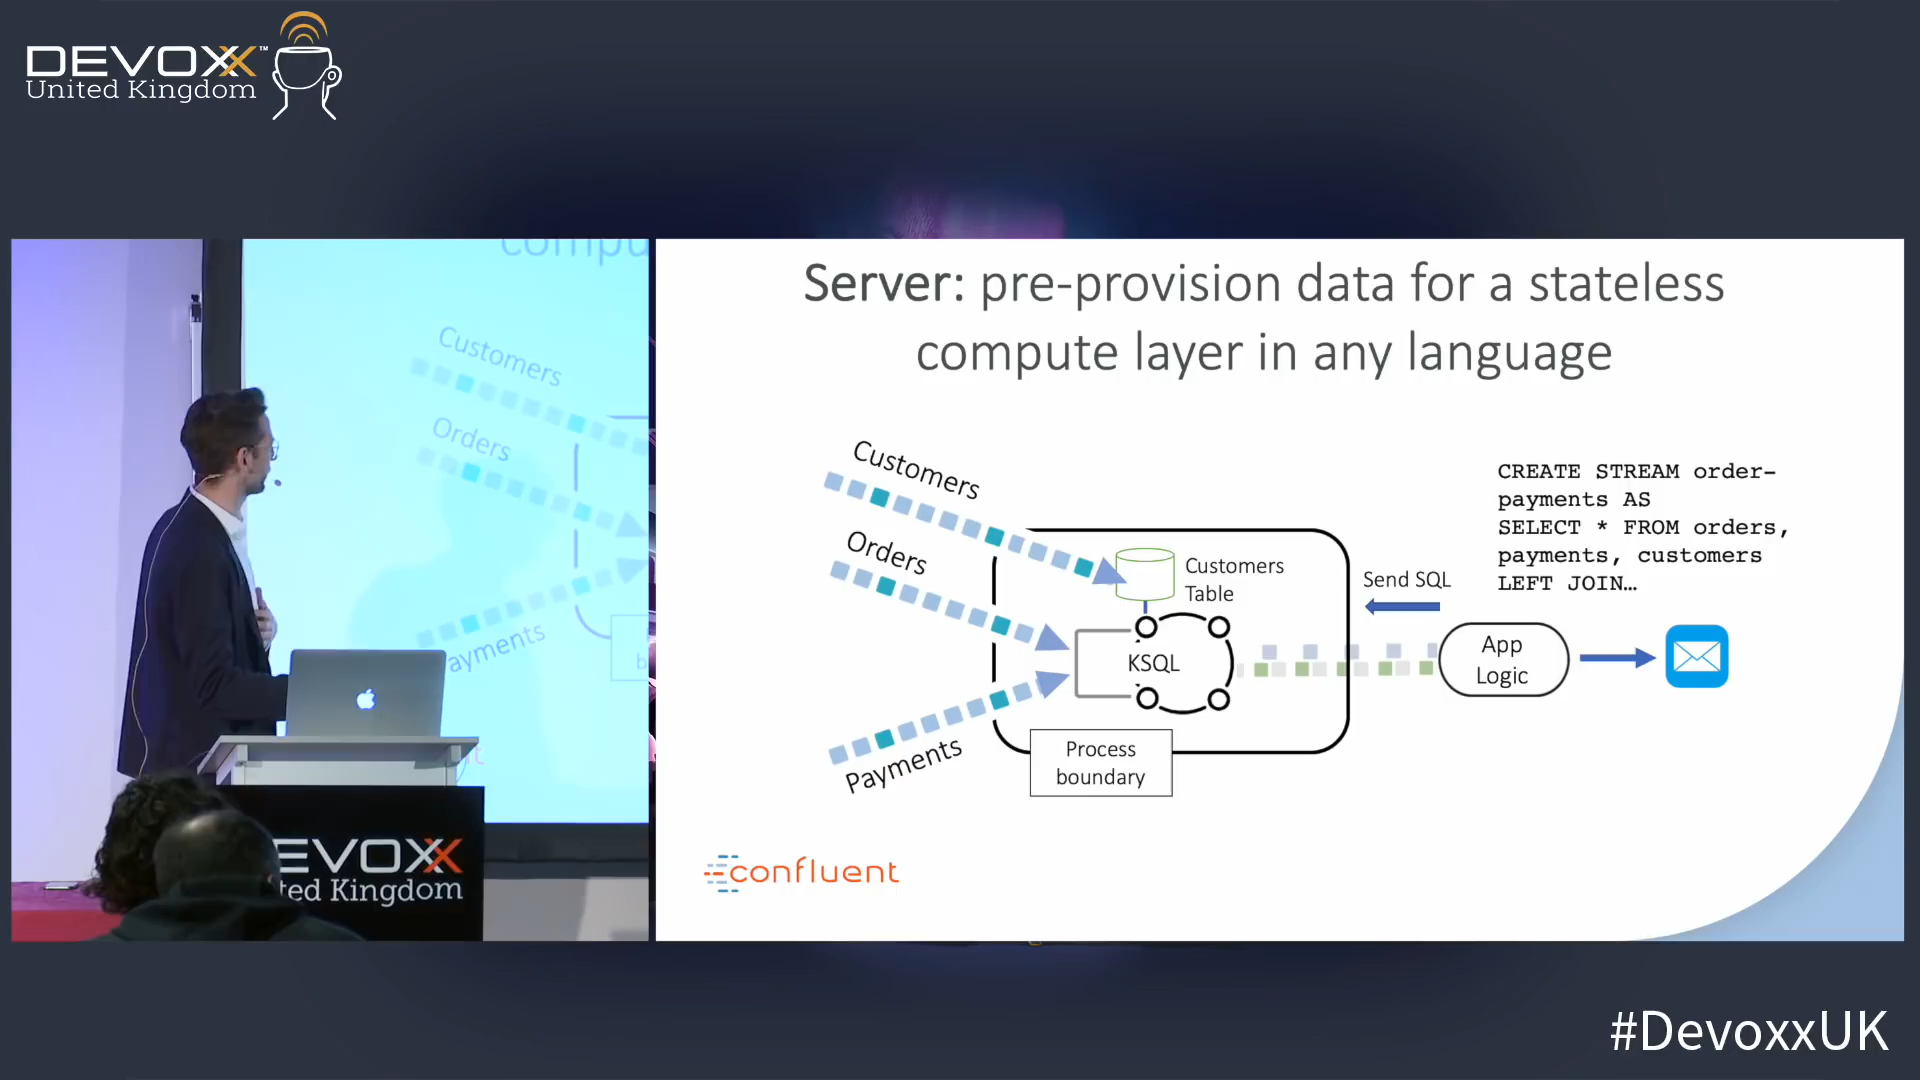 DEVOXX™
United Kingdom
compu
Customers
Orders
ayments
DEVOXX
ted Kingdom
Server: pre-provision data for a stateless
compute layer in any language
Customers
Orders
Payments
Customers
Table
KSQL
Process
boundary
Send SQL
CREATE STREAM order-
payments AS
SELECT * FROM orders,
payments, customers
LEFT JOIN…
App
Logic
confluent
#DevoxxUK